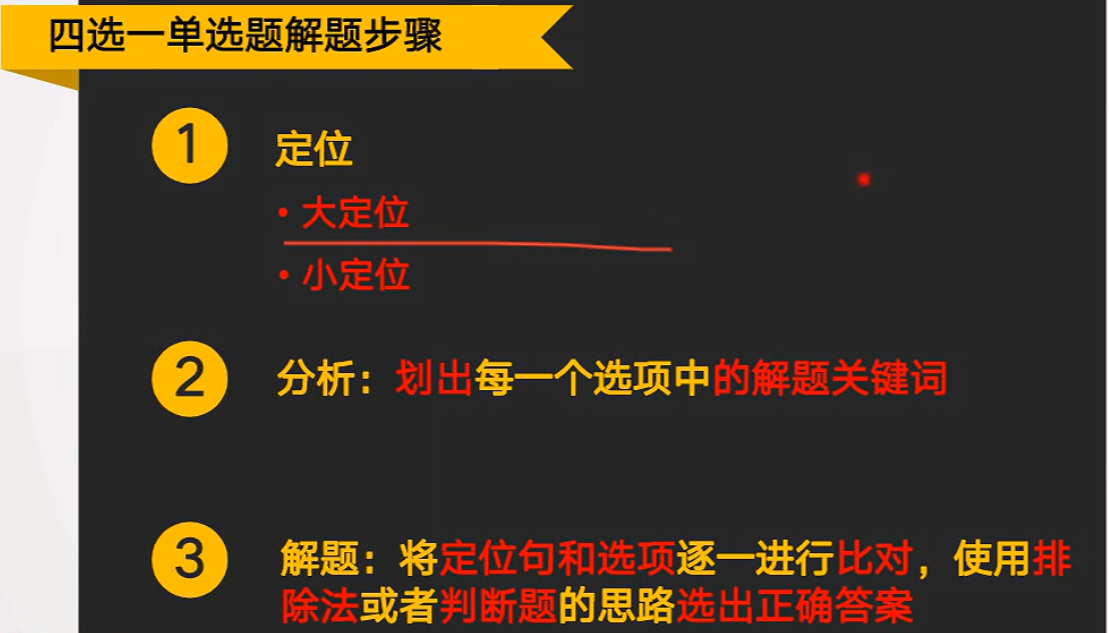 四选一单选题解题步骤
1 定位
• 大定位
• 小定位
2 分析：划出每一个选项中的解题关键词
3 解题：将定位句和选项逐一进行比对，使用排
除法或者判断题的思路选出正确答案